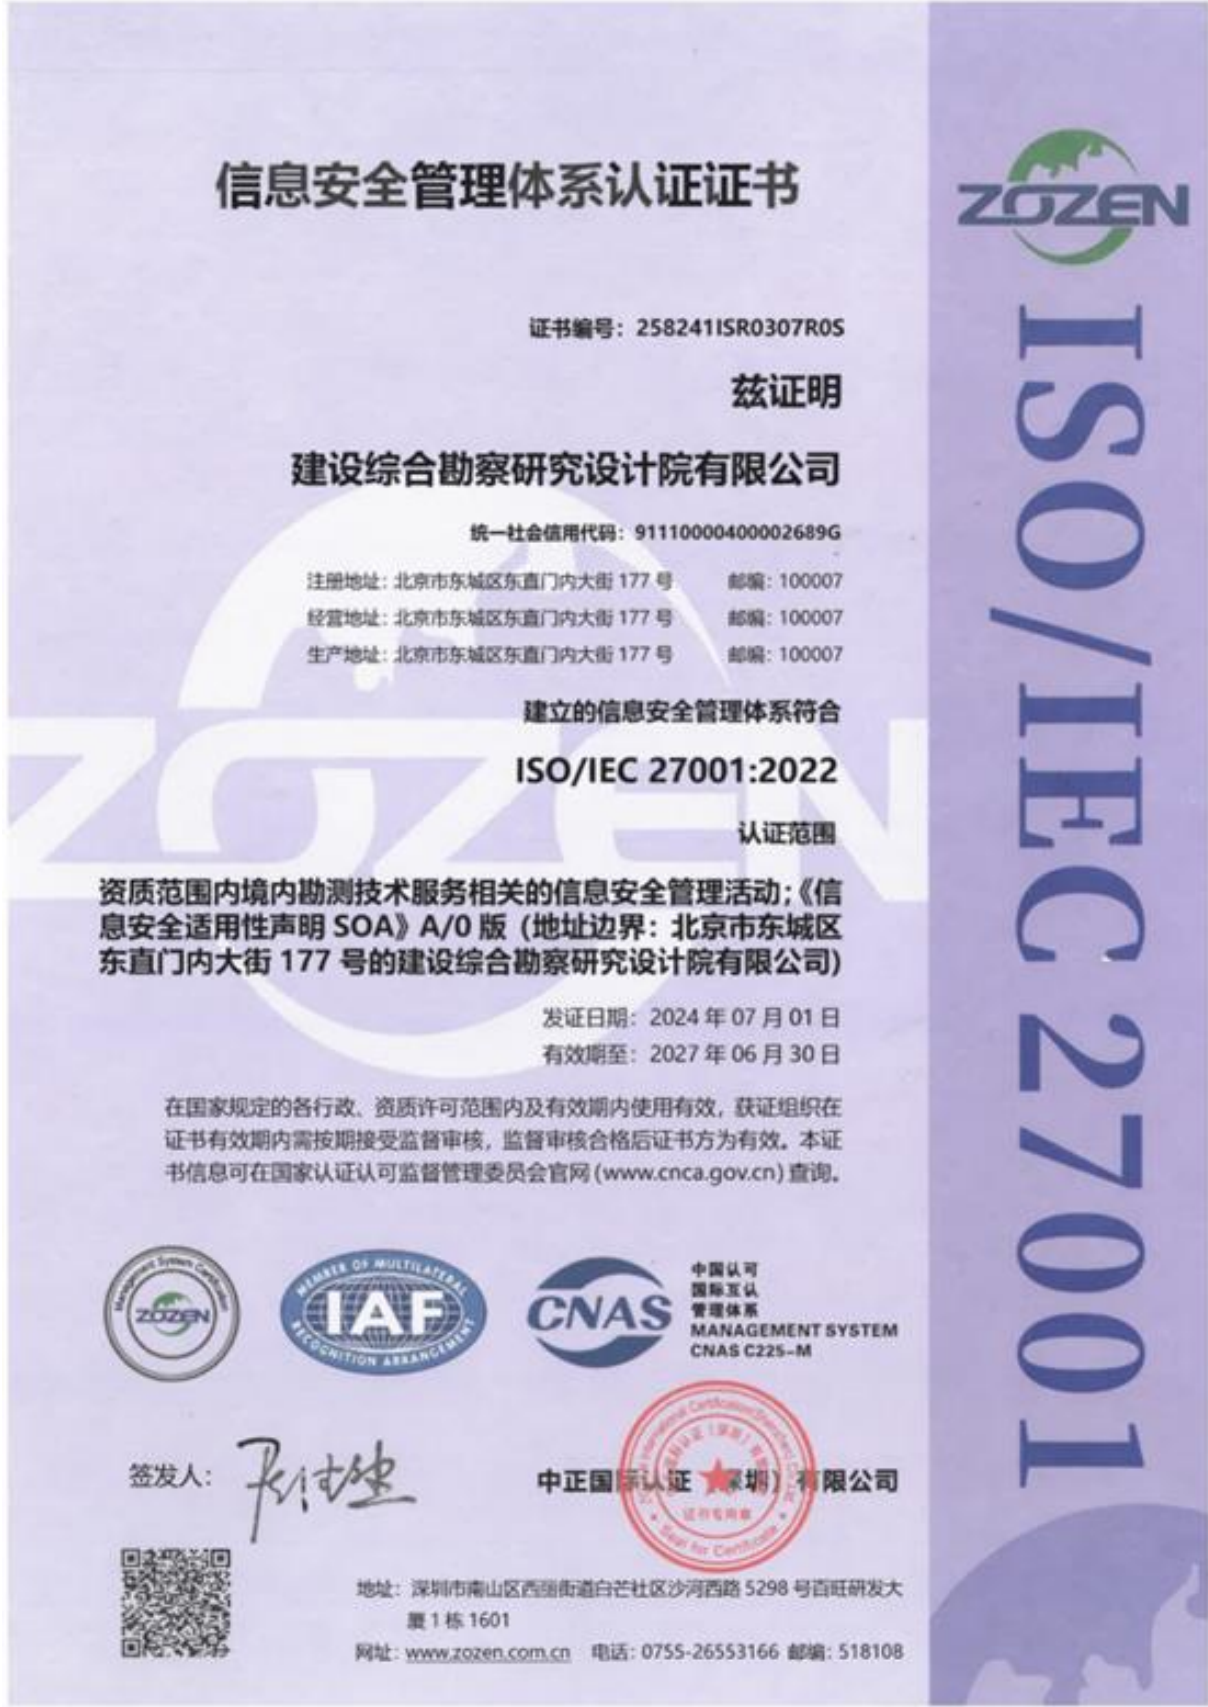 信息安全管理体系认证证书
ZOZEN
ISO/IEC 27001
证书编号：258241ISR0307R0S
兹证明
建设综合勘察研究设计院有限公司
统一社会信用代码：91110000400002689G
注册地址：北京市东城区东直门内大街 177 号 邮编：100007
经营地址：北京市东城区东直门内大街 177 号 邮编：100007
生产地址：北京市东城区东直门内大街 177 号 邮编：100007
建立的信息安全管理体系符合
ISO/IEC 27001:2022
认证范围
资质范围内境内勘测技术服务相关的信息安全管理活动；《信
息安全适用性声明 SOA》A/0 版（地址边界：北京市东城区
东直门内大街 177 号的建设综合勘察研究设计院有限公司)
发证日期：2024 年 07 月 01 日
有效期至：2027 年 06 月 30 日
在国家规定的各行政、资质许可范围内及有效期内使用有效，获证组织在
证书有效期内需按期接受监督审核，监督审核合格后证书方为有效。本证
书信息可在国家认证认可监督管理委员会官网(www.cnca.gov.cn)查询。
Management System Certification
ZOZEN
MEMBER OF MULTILATERAL
IAF
RECOGNITION ARRANGEMENT
CNAS
中国认可
国际互认
管理体系
MANAGEMENT SYSTEM
CNAS C225-M
签发人：
中正国际认证（深圳）有限公司
证书专用章
Seal for Certificate
地址：深圳市南山区西丽街道白芒社区沙河西路 5298 号百旺研发大
厦 1 栋 1601
网址：www.zozen.com.cn 电话：0755-26553166 邮编：518108